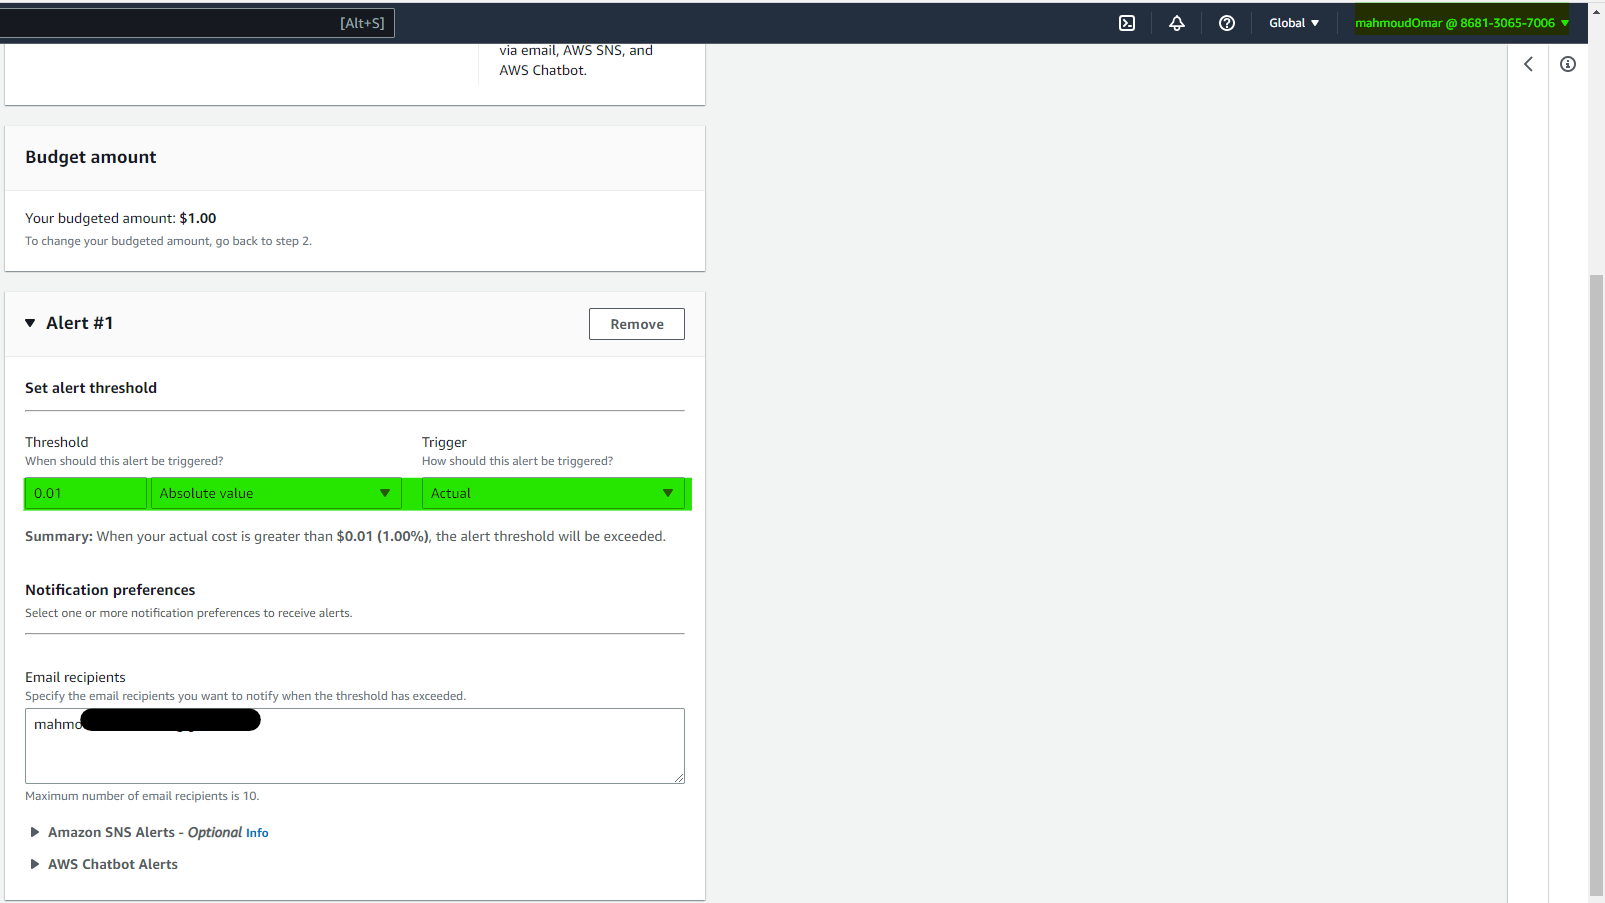 [Alt+S]
Global
mahmoudOmar @ 8681-3065-7006
via email, AWS SNS, and
AWS Chatbot.
Budget amount
Your budgeted amount: $1.00
To change your budgeted amount, go back to step 2.
Alert #1
Remove
Set alert threshold
Threshold
When should this alert be triggered?
Trigger
How should this alert be triggered?
0.01
Absolute value
Actual
Summary: When your actual cost is greater than $0.01 (1.00%), the alert threshold will be exceeded.
Notification preferences
Select one or more notification preferences to receive alerts.
Email recipients
Specify the email recipients you want to notify when the threshold has exceeded.
mahmo
Maximum number of email recipients is 10.
Amazon SNS Alerts - Optional Info
AWS Chatbot Alerts